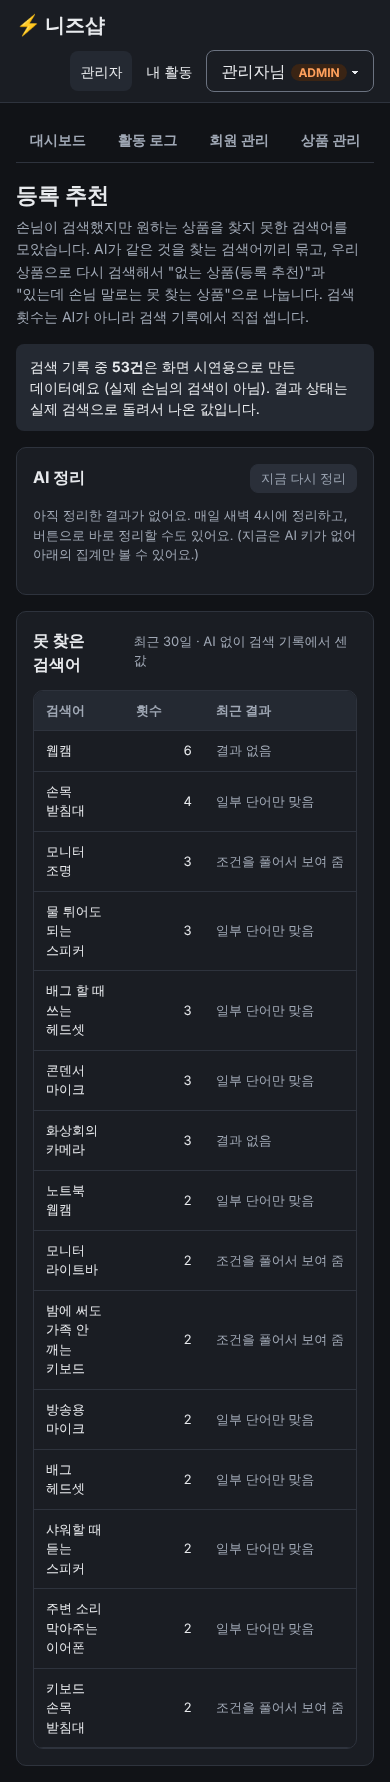 ⚡ 니즈샵
관리자 내 활동 관리자님 ADMIN
대시보드 활동 로그 회원 관리 상품 관리
등록 추천
손님이 검색했지만 원하는 상품을 찾지 못한 검색어를
모았습니다. AI가 같은 것을 찾는 검색어끼리 묶고, 우리
상품으로 다시 검색해서 "없는 상품(등록 추천)"과
"있는데 손님 말로는 못 찾는 상품"으로 나눕니다. 검색
횟수는 AI가 아니라 검색 기록에서 직접 셉니다.
검색 기록 중 53건은 화면 시연용으로 만든
데이터예요 (실제 손님의 검색이 아님). 결과 상태는
실제 검색으로 돌려서 나온 값입니다.
AI 정리 지금 다시 정리
아직 정리한 결과가 없어요. 매일 새벽 4시에 정리하고,
버튼으로 바로 정리할 수도 있어요. (지금은 AI 키가 없어
아래의 집계만 볼 수 있어요.)
못 찾은
검색어
최근 30일 · AI 없이 검색 기록에서 센
값
검색어 횟수 최근 결과
웹캠 6 결과 없음
손목
받침대 4 일부 단어만 맞음
모니터
조명 3 조건을 풀어서 보여 줌
물 튀어도
되는 3 일부 단어만 맞음
스피커
배그 할 때
쓰는 3 일부 단어만 맞음
헤드셋
콘덴서
마이크 3 일부 단어만 맞음
화상회의
카메라 3 결과 없음
노트북
웹캠 2 일부 단어만 맞음
모니터
라이트바 2 조건을 풀어서 보여 줌
밤에 써도
가족 안
깨는 2 조건을 풀어서 보여 줌
키보드
방송용
마이크 2 일부 단어만 맞음
배그
헤드셋 2 일부 단어만 맞음
샤워할 때
듣는 2 일부 단어만 맞음
스피커
주변 소리
막아주는 2 일부 단어만 맞음
이어폰
키보드
손목 2 조건을 풀어서 보여 줌
받침대